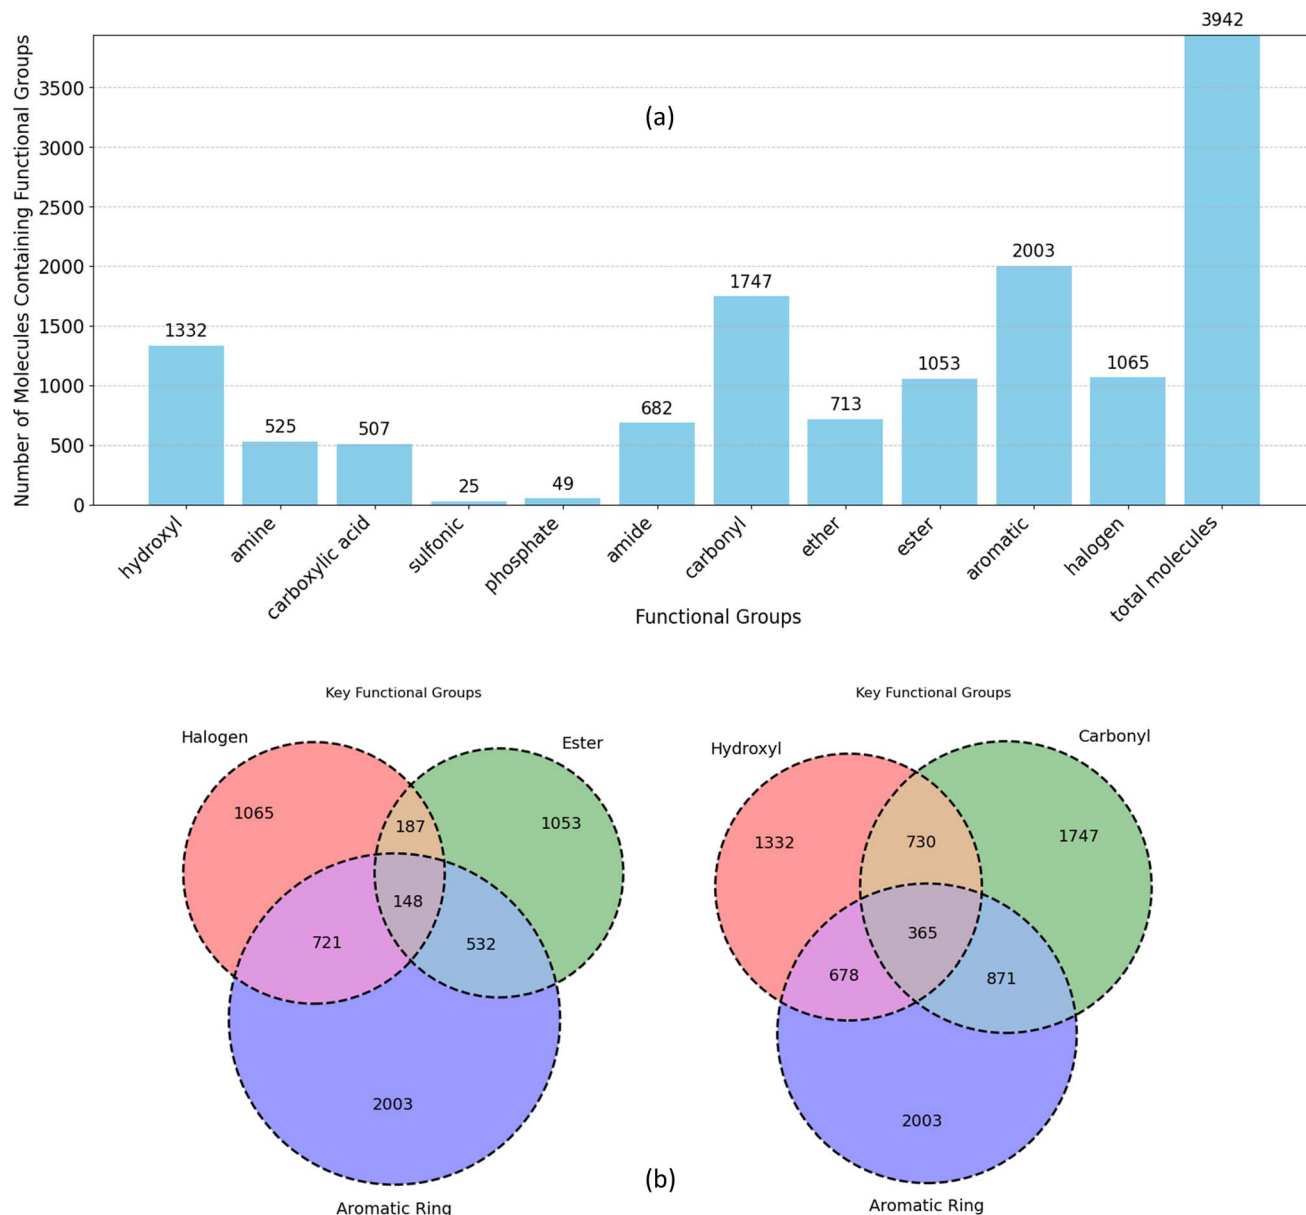 3942
Number of Molecules Containing Functional Groups
3500
(a)
3000
2500
2000
2003
1747
1500
1332
1053
1065
1000
713
682
525
507
500
25
49
0
hydroxyl
amine
carboxylic acid
sulfonic
phosphate
amide
carbonyl
ether
ester
aromatic
halogen
total molecules
Functional Groups
Key Functional Groups
Halogen
Ester
1065
187
1053
148
721
532
2003
Aromatic Ring
Key Functional Groups
Hydroxyl
Carbonyl
1332
730
1747
365
678
871
2003
Aromatic Ring
(b)